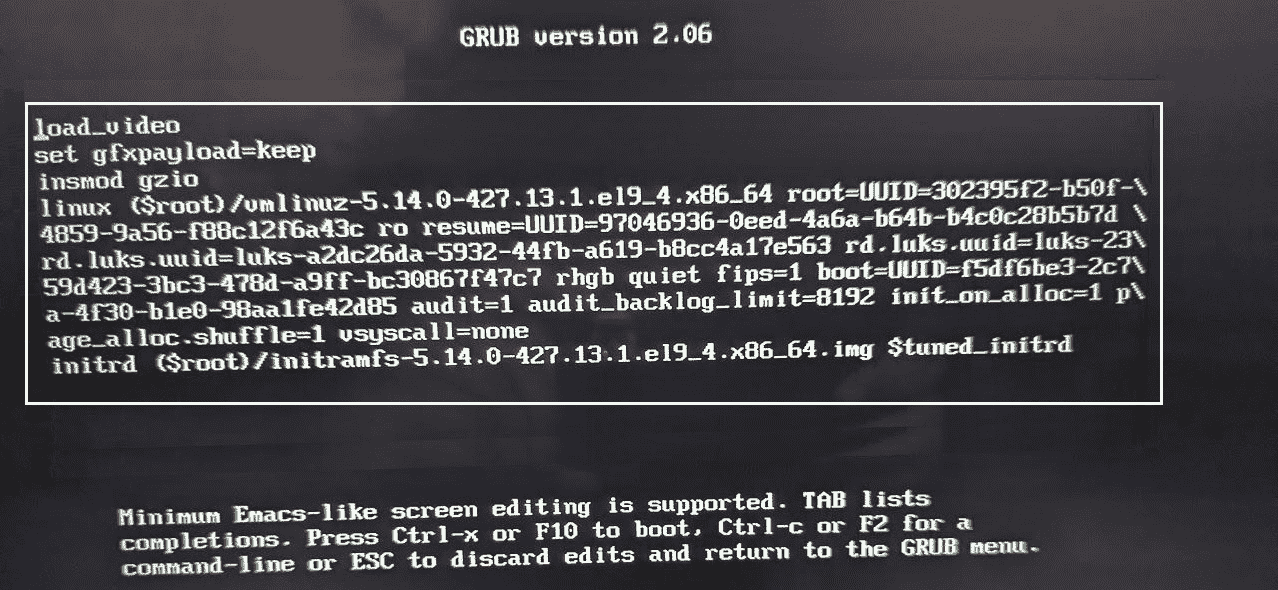 GRUB version 2.06
load_video
set gfxpayload=keep
insmod gzio
linux ($root)/vmlinuz-5.14.0-427.13.1.el9_4.x86_64 root=UUID=302395f2-b50f-\
4859-9a56-f88c12f6a43c ro resume=UUID=97046936-0eed-4a6a-b64b-b4c0c28b5b7d \
rd.luks.uuid=luks-a2dc26da-5932-44fb-a619-b8cc4a17e563 rd.luks.uuid=luks-23\
59d423-3bc3-478d-a9ff-bc30867f47c7 rhgb quiet fips=1 boot=UUID=f5df6be3-2c7\
a-4f30-b1e0-98aa1fe42d85 audit=1 audit_backlog_limit=8192 init_on_alloc=1 p\
age_alloc.shuffle=1 vsyscall=none
initrd ($root)/initramfs-5.14.0-427.13.1.el9_4.x86_64.img $tuned_initrd
Minimum Emacs-like screen editing is supported. TAB lists
completions. Press Ctrl-x or F10 to boot, Ctrl-c or F2 for a
command-line or ESC to discard edits and return to the GRUB menu.